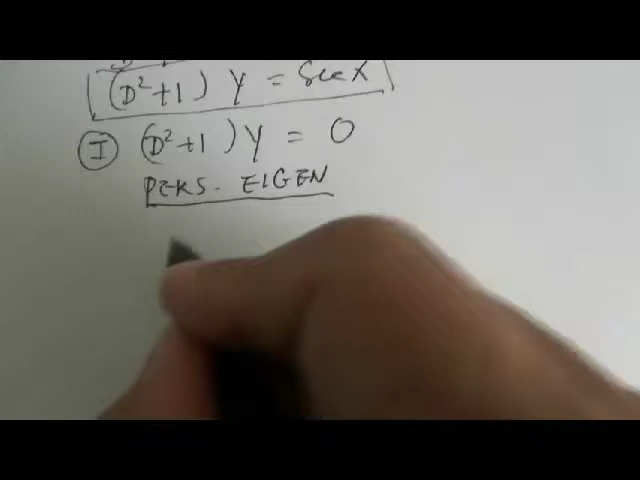 (D²+1) Y = Sec X
I (D²+1) Y = 0
PERS. EIGEN